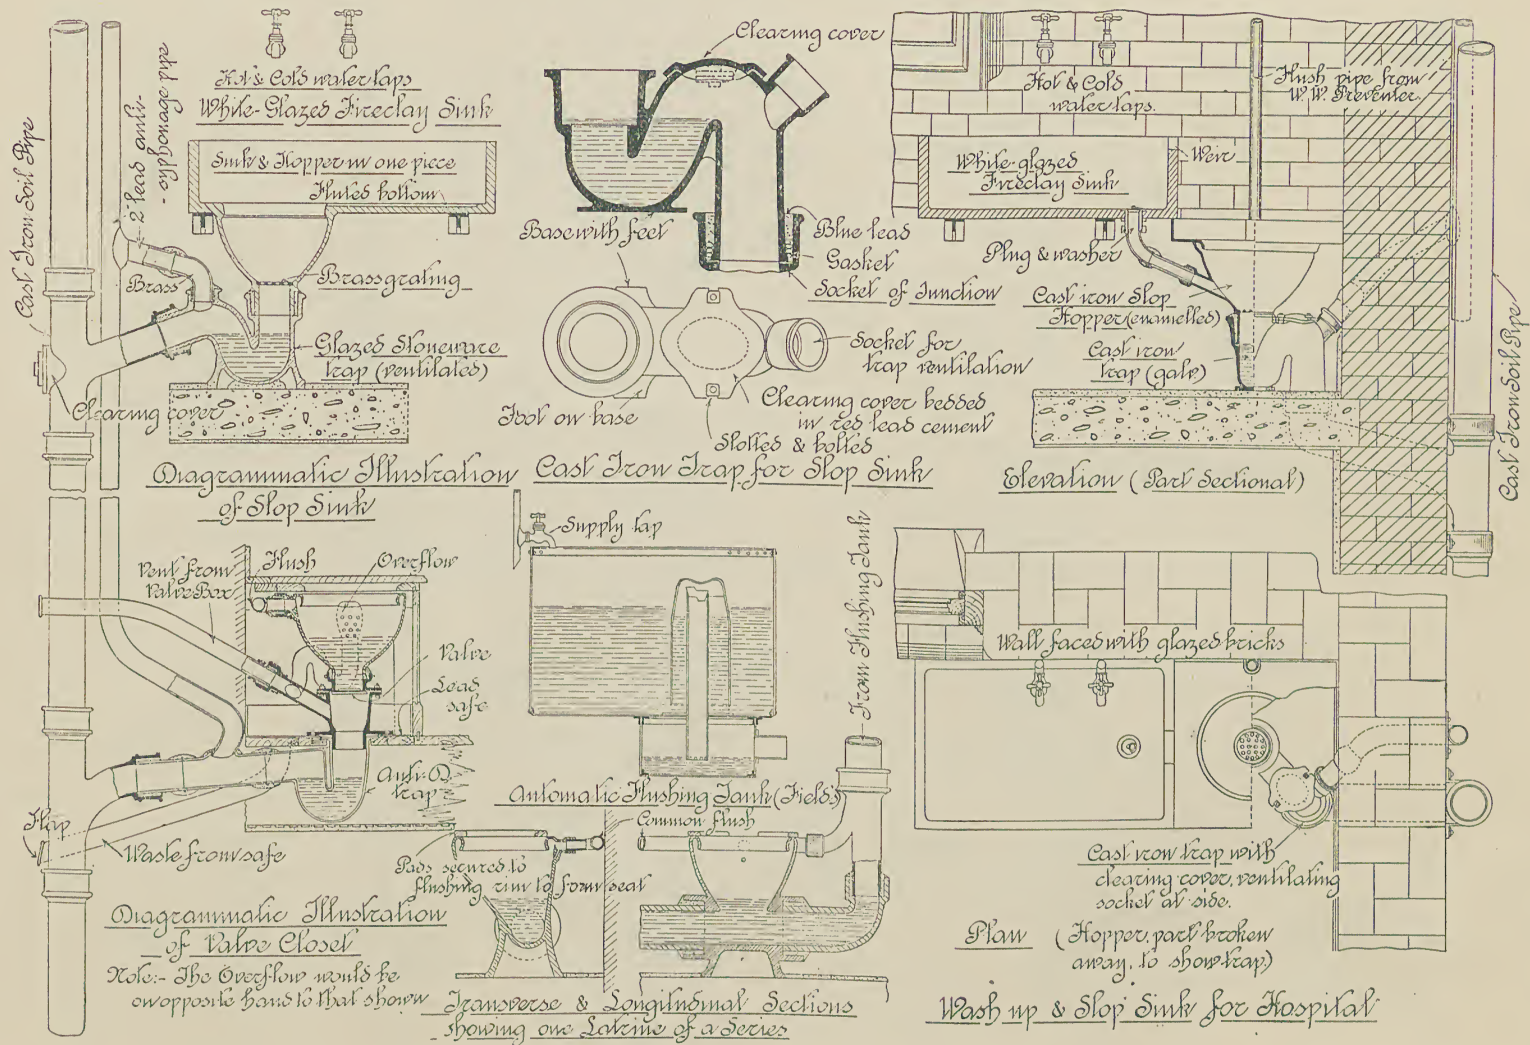 Cast Iron Soil Pipe
2" lead anti-
-syphonage pipe
Hot & Cold water taps
White-Glazed Fireclay Sink
Sink & Hopper in one piece
Fluted bottom
Brass
Brass grating
Glazed Stoneware
trap (ventilated)
Clearing cover
Diagrammatic Illustration
of Slop Sink
Clearing cover
Base with feet
Blue lead
Gasket
Socket of Junction
Socket for
trap ventilation
Foot on base
Clearing cover bedded
in red lead cement
Slotted & bolted
Cast Iron Trap for Slop Sink
Hot & Cold
water taps.
Flush pipe from
W. W. Preventer.
White-glazed
Fireclay Sink
Weir
Plug & washer
Cast iron Slop
Hopper (enamelled)
Cast iron
trap (galv)
Cast Iron Soil Pipe
Elevation (Part Sectional)
Vent from
Valve Box
Flush
Overflow
Valve
Lead
safe
Anti-D
trap
Flap
Waste from safe
Diagrammatic Illustration
of Valve Closet
Note:- The Overflow would be
on opposite hand to that shown
Supply tap
Automatic Flushing Tank (Field's)
From Flushing Tank
Common flush
Pads secured to
flushing rim to form seat
Transverse & Longitudinal Sections
showing one Latrine of a Series
Wall faced with glazed bricks
Cast iron trap with
clearing cover, ventilating
socket at side.
Plan (Hopper, part broken
away, to show trap)
Wash up & Slop Sink for Hospital